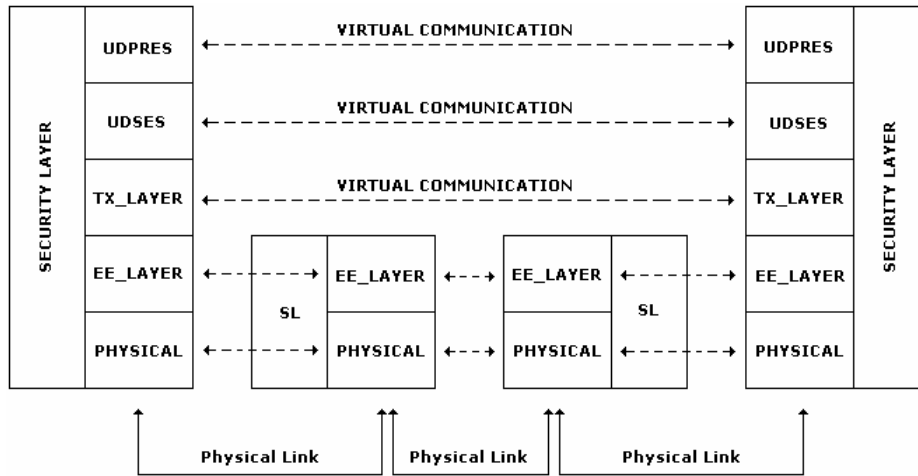 VIRTUAL COMMUNICATION
UDPRES
UDPRES
VIRTUAL COMMUNICATION
UDSES
UDSES
VIRTUAL COMMUNICATION
TX_LAYER
TX_LAYER
SECURITY LAYER
SECURITY LAYER
EE_LAYER
EE_LAYER
EE_LAYER
EE_LAYER
SL
SL
PHYSICAL
PHYSICAL
PHYSICAL
PHYSICAL
Physical Link
Physical Link
Physical Link